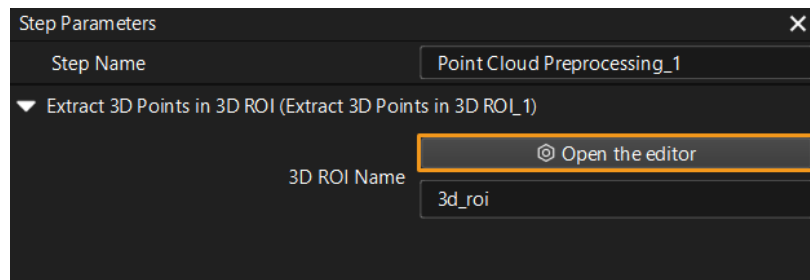 Step Parameters
Step Name
Point Cloud Preprocessing_1
Extract 3D Points in 3D ROI (Extract 3D Points in 3D ROI_1)
Open the editor
3D ROI Name
3d_roi